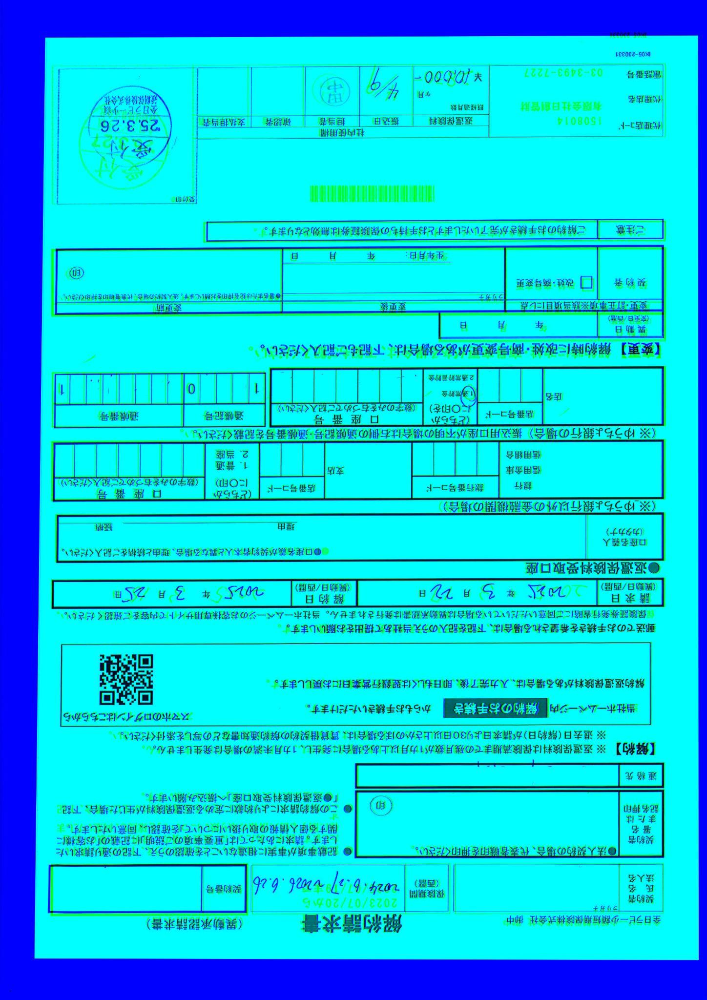 全日ラビー少額短期保険株式会社 御中
解約請求書
(異動承認請求書)
契約者
氏 名
法人名
フリガナ
保険期間
(西暦)
2023/07/20から
2024.6.27~2026.6.26
契約番号
契約者
署 名
または
記名押印
●法人契約の場合、代表者職印を押印ください。
印
連 絡 先
● 記載事項が事実に相違ないことを確認のうえ、下記の通り請求いた
します。請求にあたっては「重要事項のご説明」に記載の「お客様に
関する個人情報の取り扱いについて」を確認し、同意いたします。
● この解約請求により約款に定める返還保険料が生じた場合、下記
「●返還保険料受取口座」へ振込み願います。
【解約】 ※ 返還保険料は保険満期までの残月数が1カ月以上ある場合に発生し、1カ月未満の場合は発生しません。
※ 退去日(解約日)が請求日より30日以上さかのぼる場合は、賃貸借契約の解約通知書などの写しを添付ください。
当社ホームページ内 解約のお手続き からもお手続きいただけます。
解約返還保険料がある場合は、入力完了後、即日もしくは翌銀行営業日にお戻しします。
スマホのログインはこちらから
郵送でのお手続きを希望される場合は、下記を記入のうえ当社あて提出をお願いします。
保険証券発行省略にご同意いただいている場合は異動承認書は発行されません。当社ホームページのお客様専用サイトで内容をご確認ください。
請 求 日
(異動日/西暦)
2025 年 3 月 22 日
解 約 日
(異動日/西暦)
2025 年 3 月 25 日
●返還保険料受取口座
口座名義人
(カタカナ)
●口座名義が契約者本人と異なる場合、理由と続柄をご記入ください。
理由
続柄
(※ゆうちょ銀行以外の金融機関の場合)
銀行
信用金庫
信用組合
銀行番号コード
支店
店番号コード
(どちらか
に〇印)
1. 普通
2. 当座
口 座 番 号
(数字のみを右づめでご記入ください)
(※ ゆうちょ銀行の場合) 振込用口座が不明の場合は右側の通帳記号・通帳番号を記載ください。
店名
店番号コード
(どちらか
に〇印を)
1.通常貯金
2.通常貯蓄貯金
口 座 番 号
(数字のみを右づめでご記入ください)
通帳記号
1 0
通帳番号
1
【変更】 解約時に改姓・商号変更がある場合は、下記もご記入ください。
異 動 日
(変更日/西暦)
年 月 日
変更・訂正事項※該当項目にレ点
変更後
変更前
契 約 者
改姓・商号変更
フリガナ
生年月日: 年 月 日
●署名または記名押印をお願いします。法人契約の場合、代表者職印を押印ください。
印
ご注意
ご解約のお手続きが完了いたしますとお手持ちの保険証券は無効となります。
受付印
受付
25.3.26
受付
代理店コード
1508014
代理店名
有限会社日創管財
電話番号
03-3493-7227
社内使用欄
返還保険料
振込日
担当者
確認者
支払担当者
既経過月数
ヶ月
10,000
4/9
田中
DK05-230331